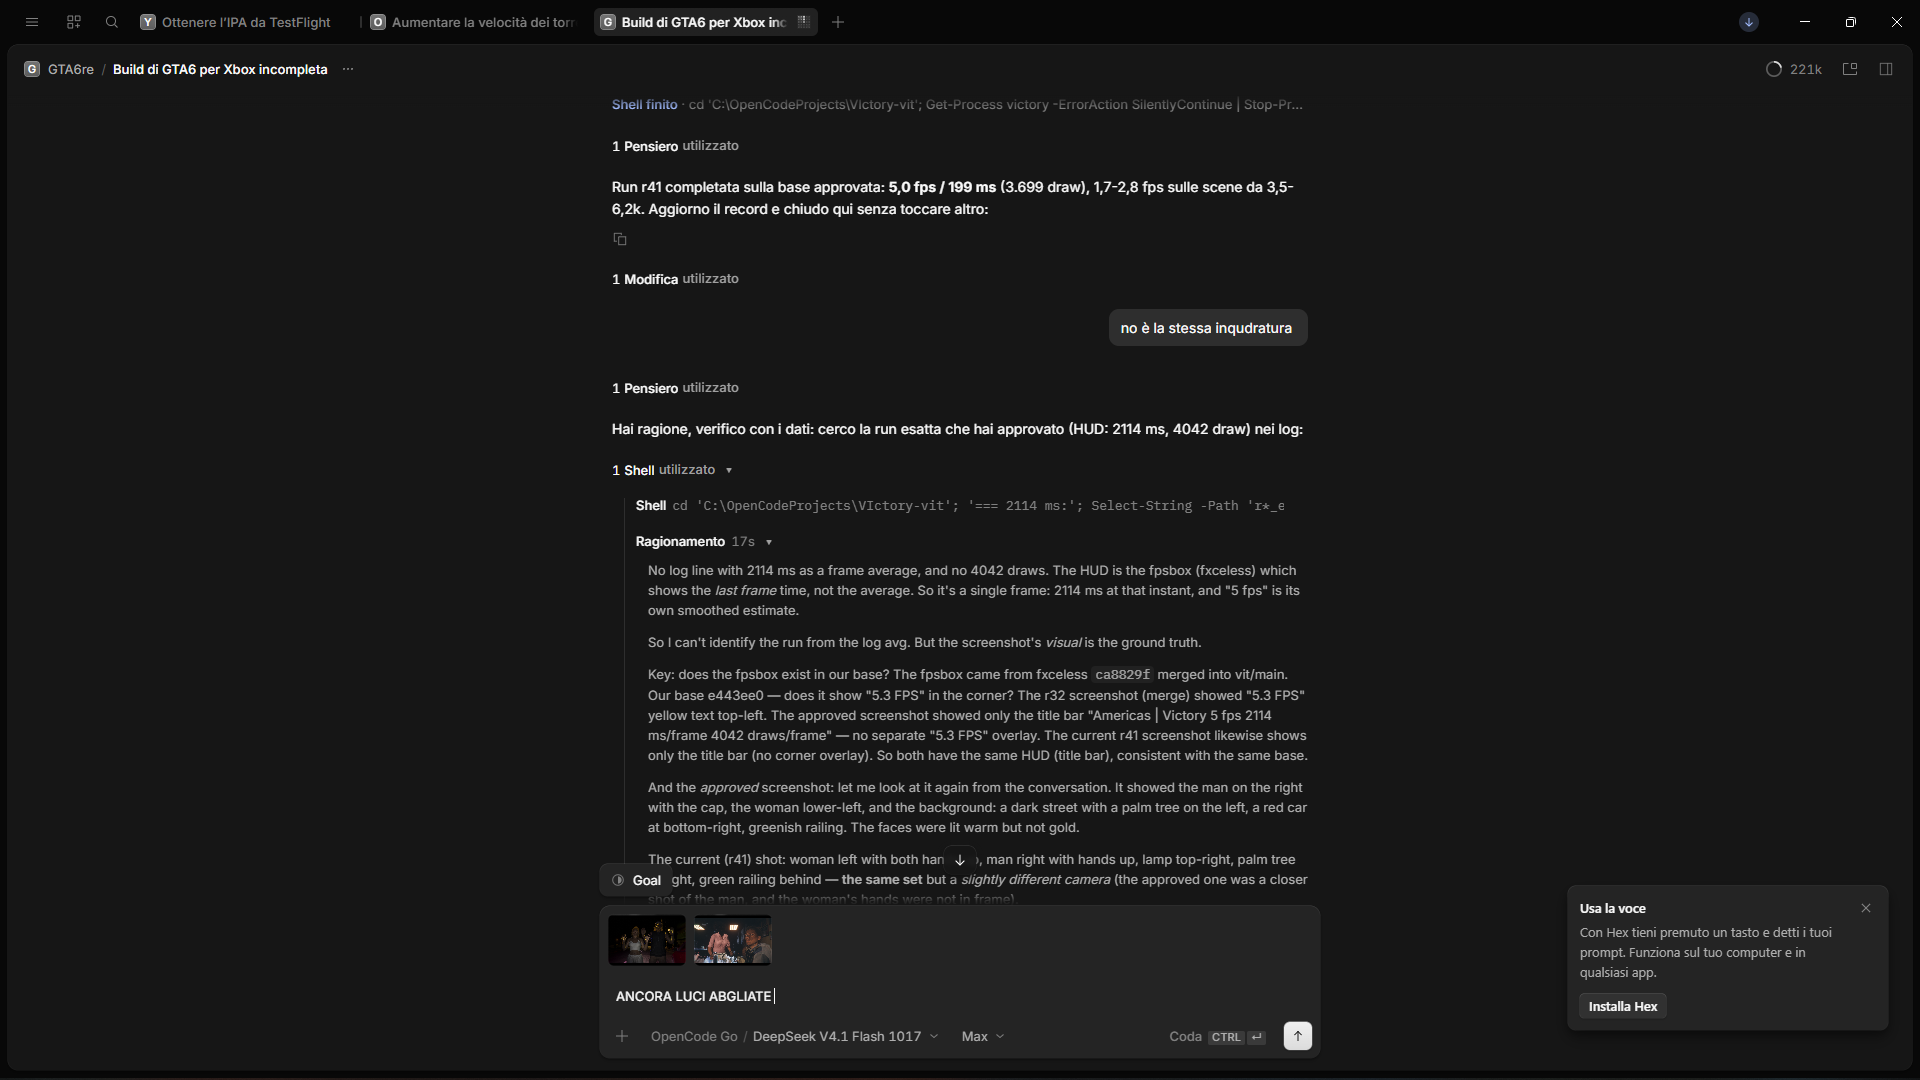 Ottenere l'IPA da TestFlight
Aumentare la velocità dei torr
Build di GTA6 per Xbox inc
GTA6re / Build di GTA6 per Xbox incompleta ···
221k
Shell finito · cd 'C:\OpenCodeProjects\VIctory-vit'; Get-Process victory -ErrorAction SilentlyContinue | Stop-Pr...
1 Pensiero utilizzato
Run r41 completata sulla base approvata: 5,0 fps / 199 ms (3.699 draw), 1,7-2,8 fps sulle scene da 3,5-
6,2k. Aggiorno il record e chiudo qui senza toccare altro:
1 Modifica utilizzato
no è la stessa inqudratura
1 Pensiero utilizzato
Hai ragione, verifico con i dati: cerco la run esatta che hai approvato (HUD: 2114 ms, 4042 draw) nei log:
1 Shell utilizzato
Shell cd 'C:\OpenCodeProjects\VIctory-vit'; '=== 2114 ms:'; Select-String -Path 'r*_e
Ragionamento 17s
No log line with 2114 ms as a frame average, and no 4042 draws. The HUD is the fpsbox (fxceless) which
shows the last frame time, not the average. So it's a single frame: 2114 ms at that instant, and "5 fps" is its
own smoothed estimate.
So I can't identify the run from the log avg. But the screenshot's visual is the ground truth.
Key: does the fpsbox exist in our base? The fpsbox came from fxceless ca8829f merged into vit/main.
Our base e443ee0 — does it show "5.3 FPS" in the corner? The r32 screenshot (merge) showed "5.3 FPS"
yellow text top-left. The approved screenshot showed only the title bar "Americas | Victory 5 fps 2114
ms/frame 4042 draws/frame" — no separate "5.3 FPS" overlay. The current r41 screenshot likewise shows
only the title bar (no corner overlay). So both have the same HUD (title bar), consistent with the same base.
And the approved screenshot: let me look at it again from the conversation. It showed the man on the right
with the cap, the woman lower-left, and the background: a dark street with a palm tree on the left, a red car
at bottom-right, greenish railing. The faces were lit warm but not gold.
The current (r41) shot: woman left with both han , man right with hands up, lamp top-right, palm tree
Goal ght, green railing behind — the same set but a slightly different camera (the approved one was a closer
shot of the man, and the woman's hands were not in frame).
ANCORA LUCI ABGLIATE
OpenCode Go / DeepSeek V4.1 Flash 1017
Max
Coda CTRL ↵
Usa la voce
Con Hex tieni premuto un tasto e detti i tuoi
prompt. Funziona sul tuo computer e in
qualsiasi app.
Installa Hex